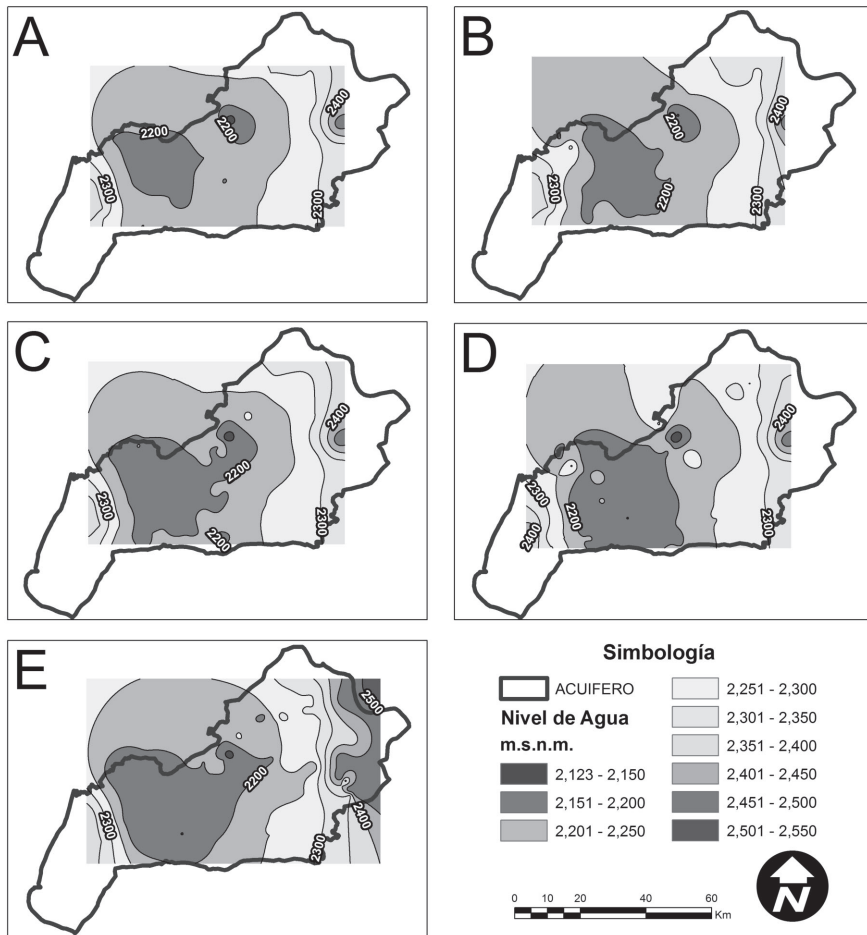 A
2200
2200
2400
2300
2300
B
2200
2400
2300
2200
2300
C
2400
2200
2300
2300
2200
D
2400
2300
2200
2400
2300
E
2500
2200
2300
2400
2300
Simbología
ACUIFERO
Nivel de Agua
m.s.n.m.
2,123 - 2,150
2,151 - 2,200
2,201 - 2,250
2,251 - 2,300
2,301 - 2,350
2,351 - 2,400
2,401 - 2,450
2,451 - 2,500
2,501 - 2,550
0 5 10 20 40 60
Km
N